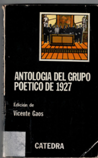 ANTOLOGIA DEL GRUPO
POETICO DE 1927
Edición de
Vicente Gaos
CATEDRA